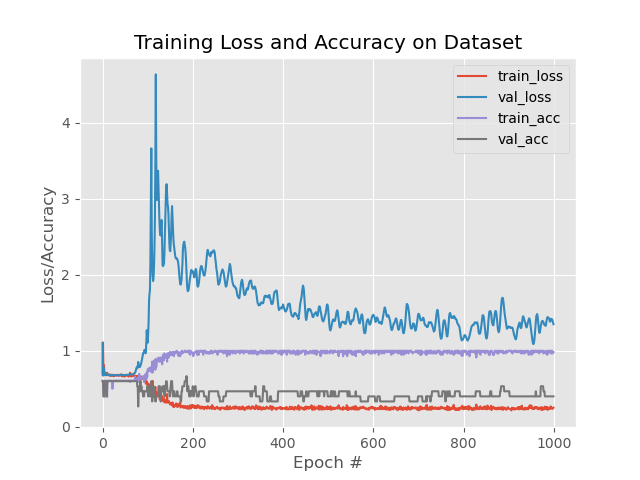 Training Loss and Accuracy on Dataset
train_loss
val_loss
train_acc
val_acc
Loss/Accuracy
4
3
2
1
0
0 200 400 600 800 1000
Epoch #